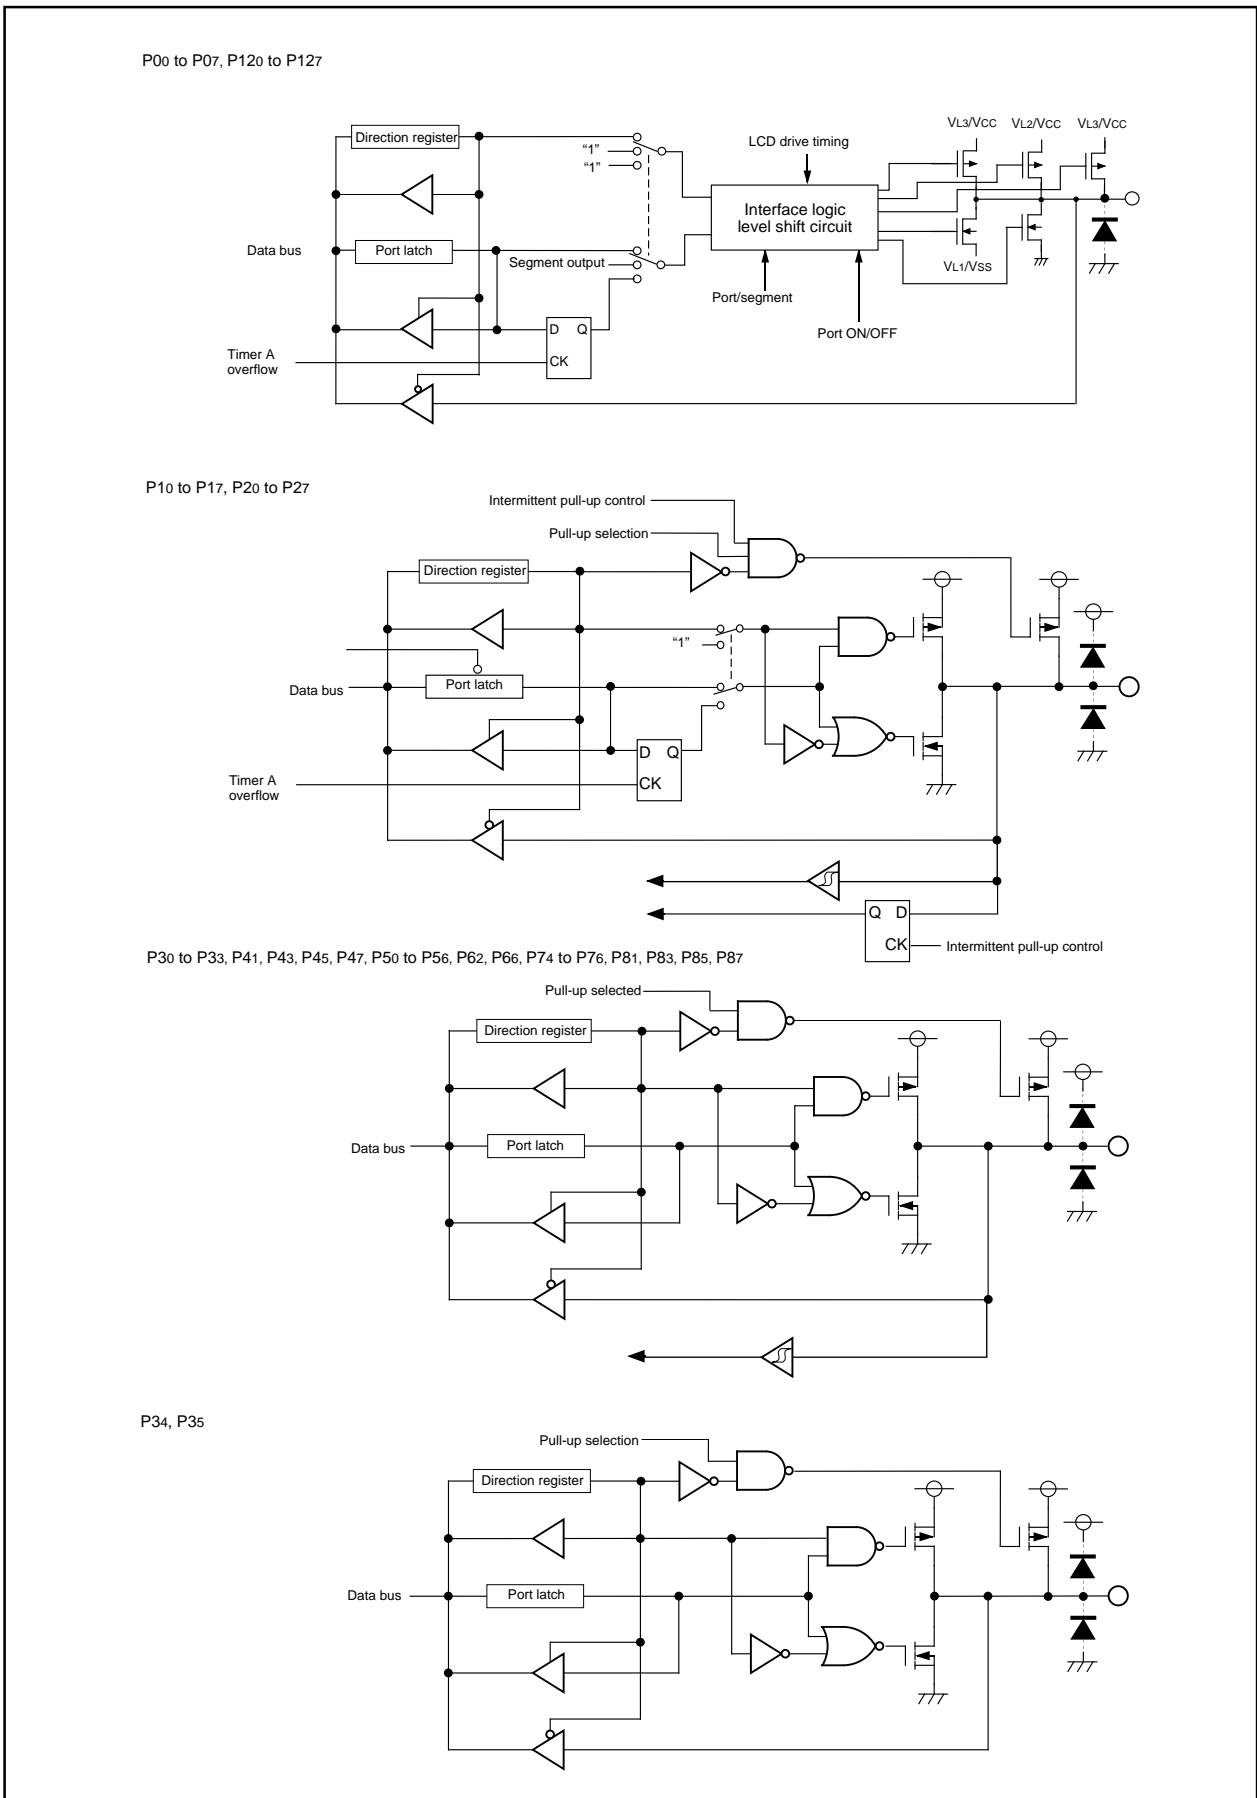 P00 to P07, P120 to P127
Direction register
"1"
"1"
LCD drive timing
VL3/VCC
VL2/VCC
VL3/VCC
Interface logic
level shift circuit
Data bus
Port latch
Segment output
VL1/VSS
Port/segment
Port ON/OFF
D Q
CK
Timer A
overflow
P10 to P17, P20 to P27
Intermittent pull-up control
Pull-up selection
Direction register
"1"
Data bus
Port latch
D Q
CK
Timer A
overflow
Q D
CK
Intermittent pull-up control
P30 to P33, P41, P43, P45, P47, P50 to P56, P62, P66, P74 to P76, P81, P83, P85, P87
Pull-up selected
Direction register
Data bus
Port latch
P34, P35
Pull-up selection
Direction register
Data bus
Port latch